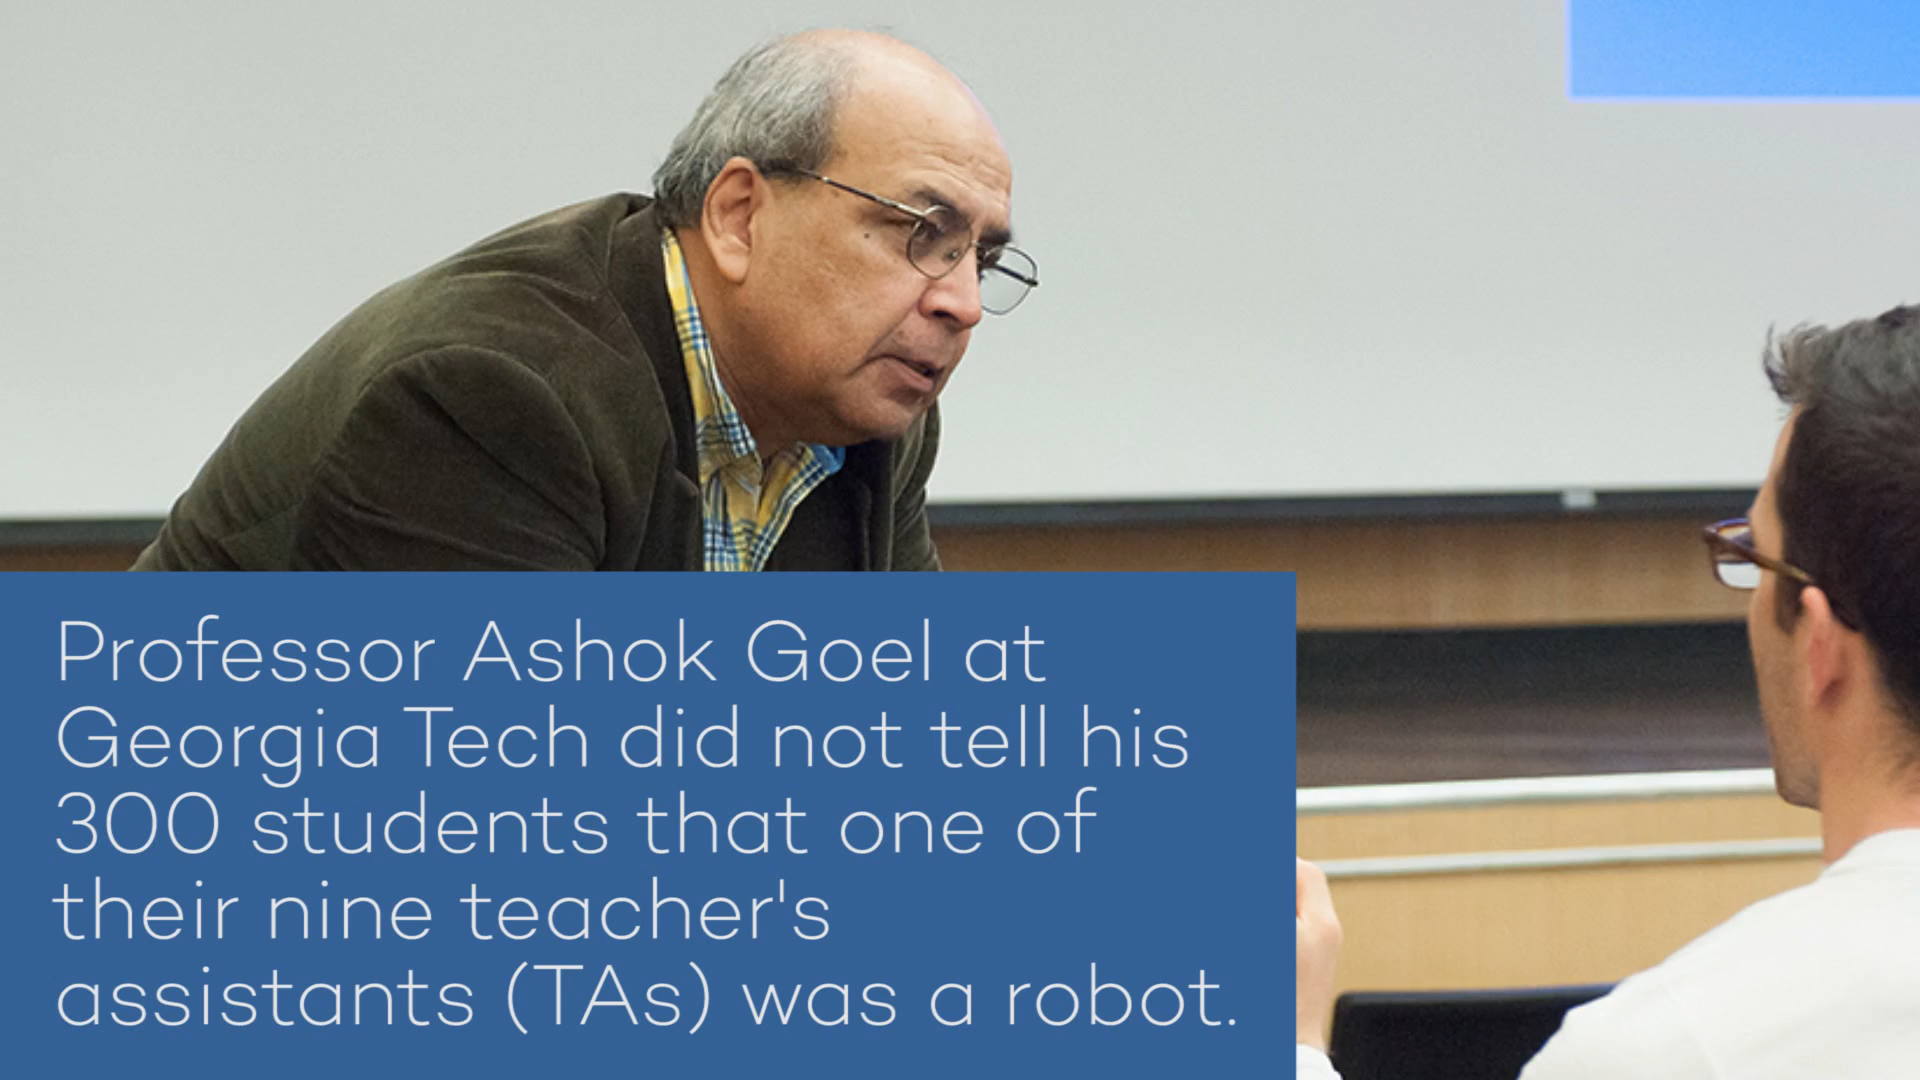 Professor Ashok Goel at
Georgia Tech did not tell his
300 students that one of
their nine teacher's
assistants (TAs) was a robot.